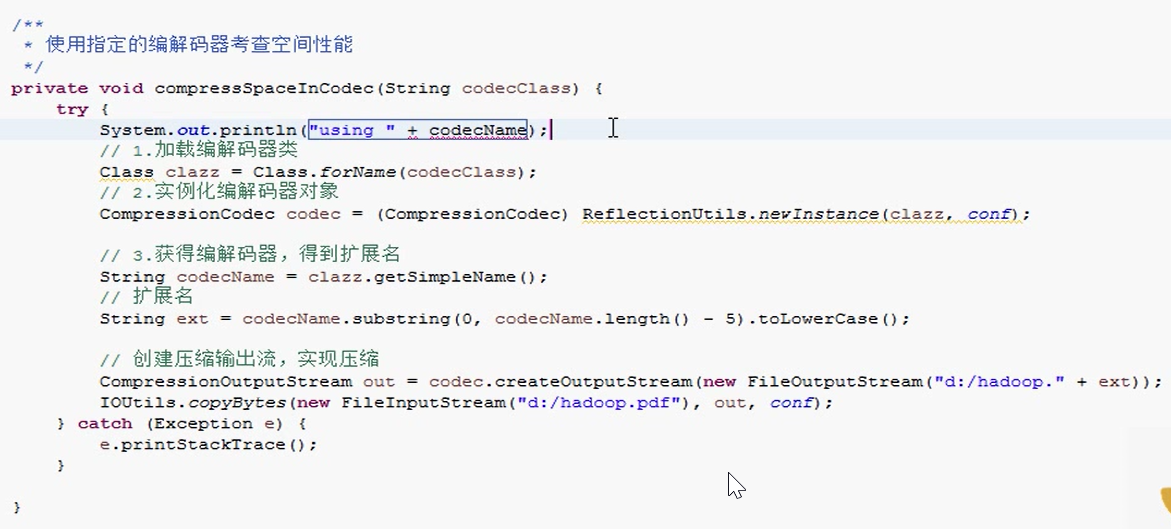 /**
 * 使用指定的编解码器考查空间性能
 */
private void compressSpaceInCodec(String codecClass) {
    try {
        System.out.println("using " + codecName);
        // 1.加载编解码器类
        Class clazz = Class.forName(codecClass);
        // 2.实例化编解码器对象
        CompressionCodec codec = (CompressionCodec) ReflectionUtils.newInstance(clazz, conf);
        // 3.获得编解码器，得到扩展名
        String codecName = clazz.getSimpleName();
        // 扩展名
        String ext = codecName.substring(0, codecName.length() - 5).toLowerCase();
        // 创建压缩输出流，实现压缩
        CompressionOutputStream out = codec.createOutputStream(new FileOutputStream("d:/hadoop." + ext));
        IOUtils.copyBytes(new FileInputStream("d:/hadoop.pdf"), out, conf);
    } catch (Exception e) {
        e.printStackTrace();
    }
}